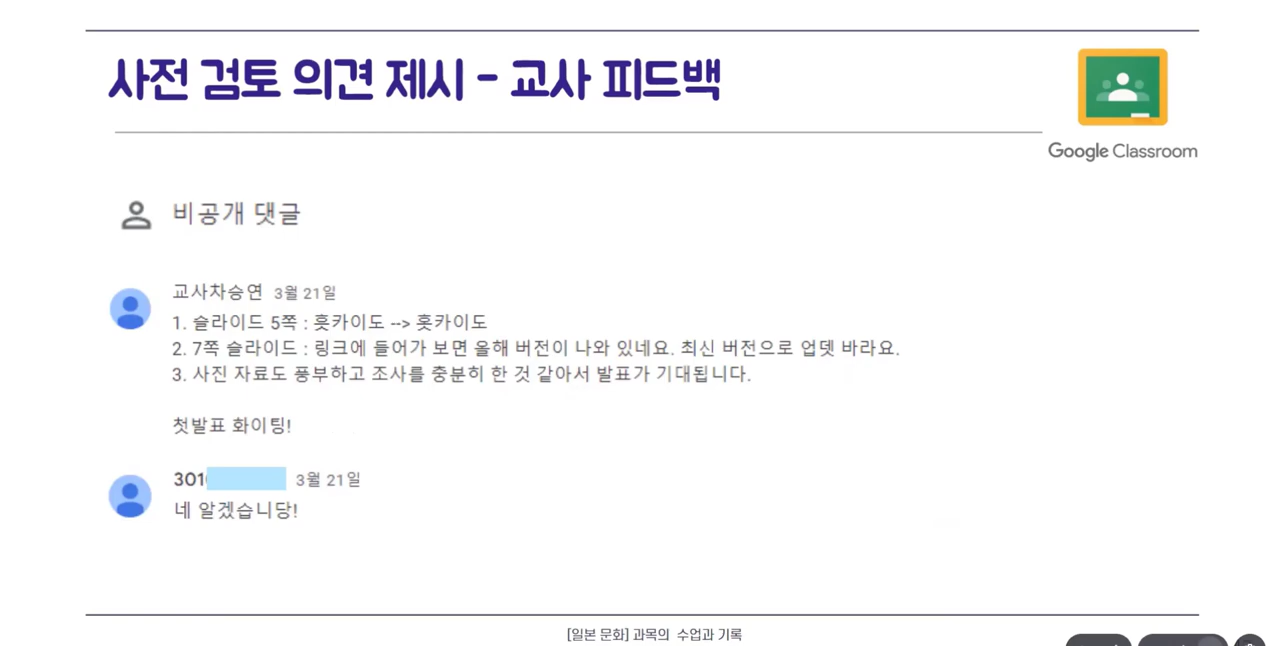 사전 검토 의견 제시 - 교사 피드백
Google Classroom
비공개 댓글
교사차승연 3월 21일
1. 슬라이드 5쪽 : 흣카이도 --> 홋카이도
2. 7쪽 슬라이드 : 링크에 들어가 보면 올해 버전이 나와 있네요. 최신 버전으로 업뎃 바라요.
3. 사진 자료도 풍부하고 조사를 충분히 한 것 같아서 발표가 기대됩니다.
첫발표 화이팅!
301 3월 21일
네 알겠습니당!
[일본 문화] 과목의 수업과 기록